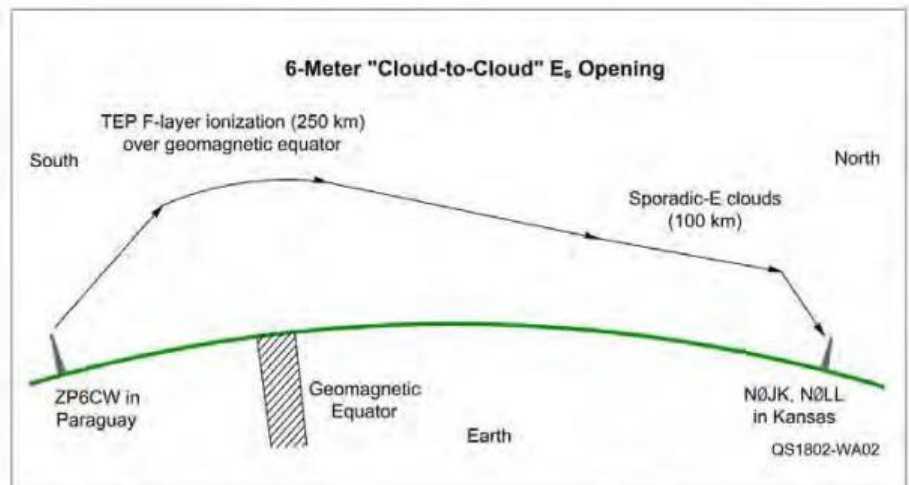 6-Meter "Cloud-to-Cloud" Es Opening
TEP F-layer ionization (250 km)
over geomagnetic equator
South
North
Sporadic-E clouds
(100 km)
ZP6CW in
Paraguay
Geomagnetic
Equator
Earth
NØJK, NØLL
in Kansas
QS1802-WA02